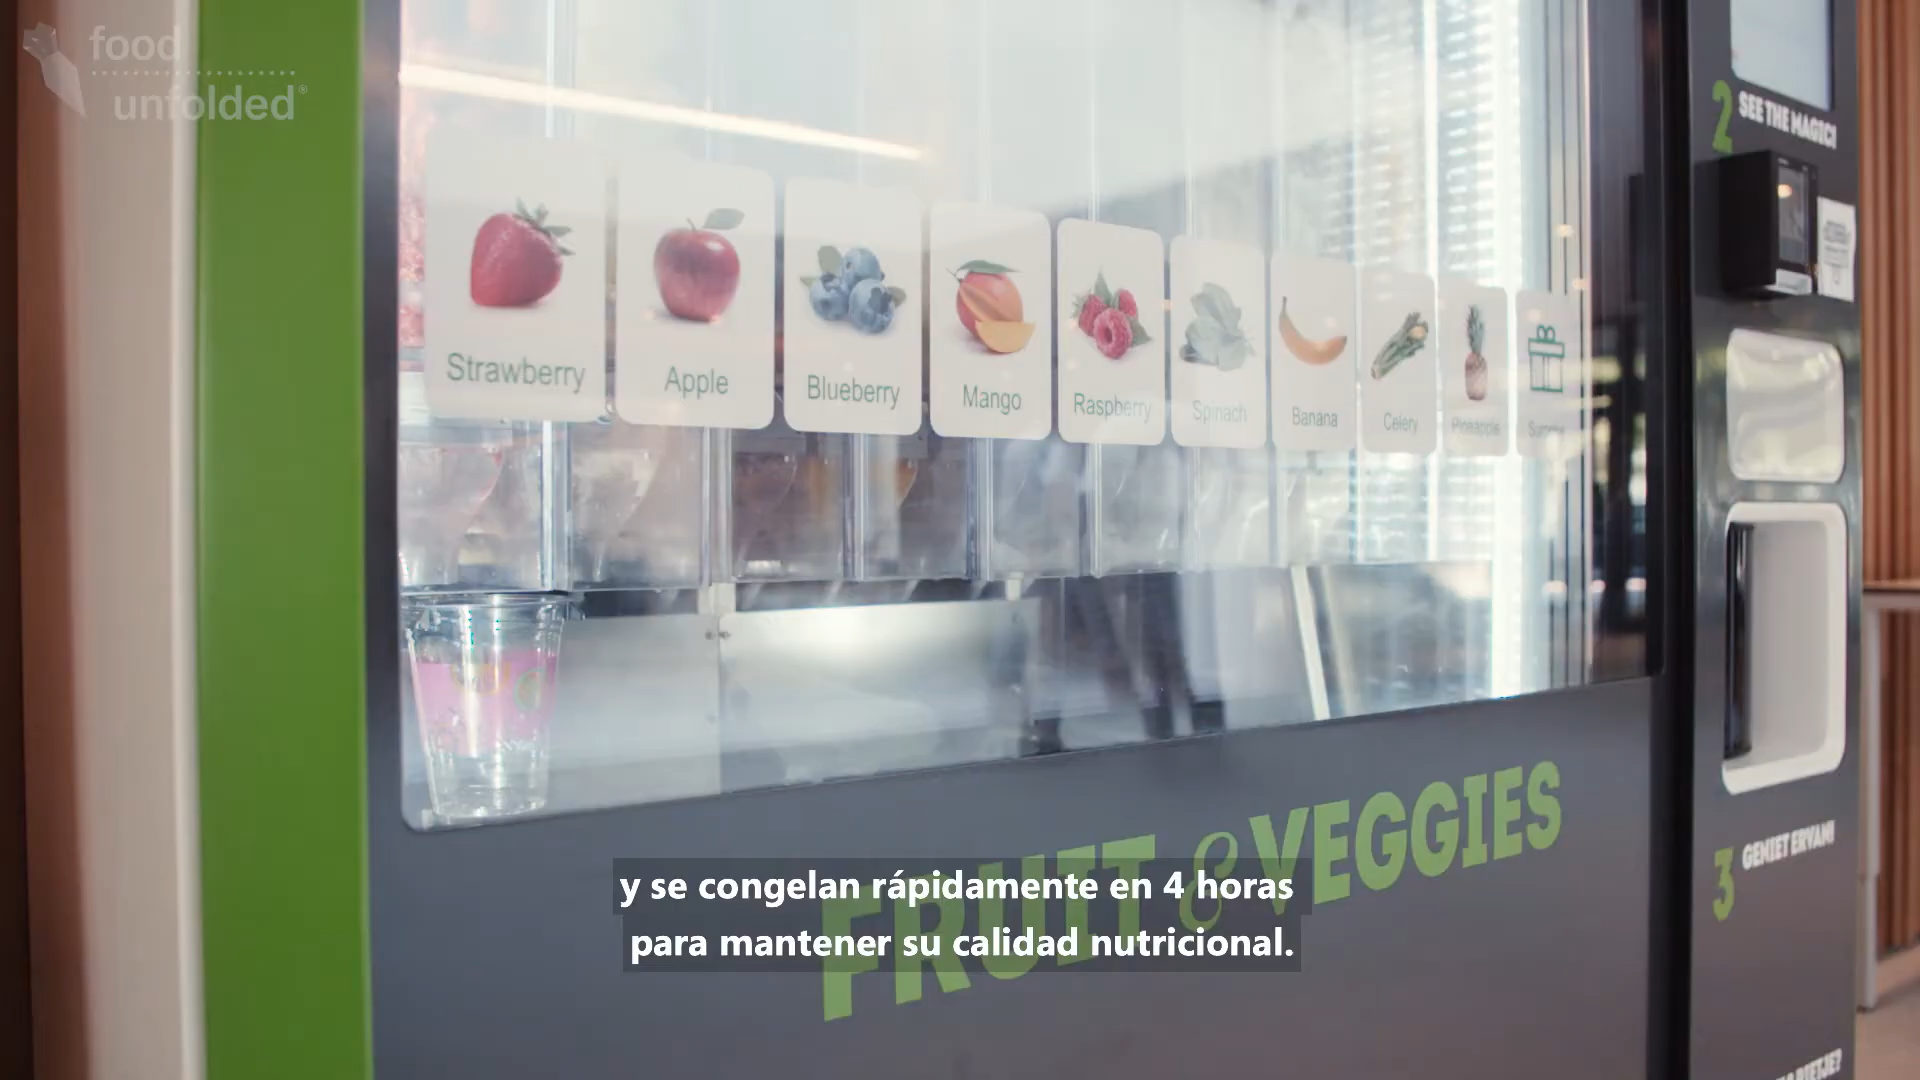 food
unfolded®
2 SEE THE MAGIC!
Strawberry
Apple
Blueberry
Mango
Raspberry
Spinach
Banana
Celery
Pineapple
3 GENIET ERVAN!
FRUIT & VEGGIES
y se congelan rápidamente en 4 horas
para mantener su calidad nutricional.